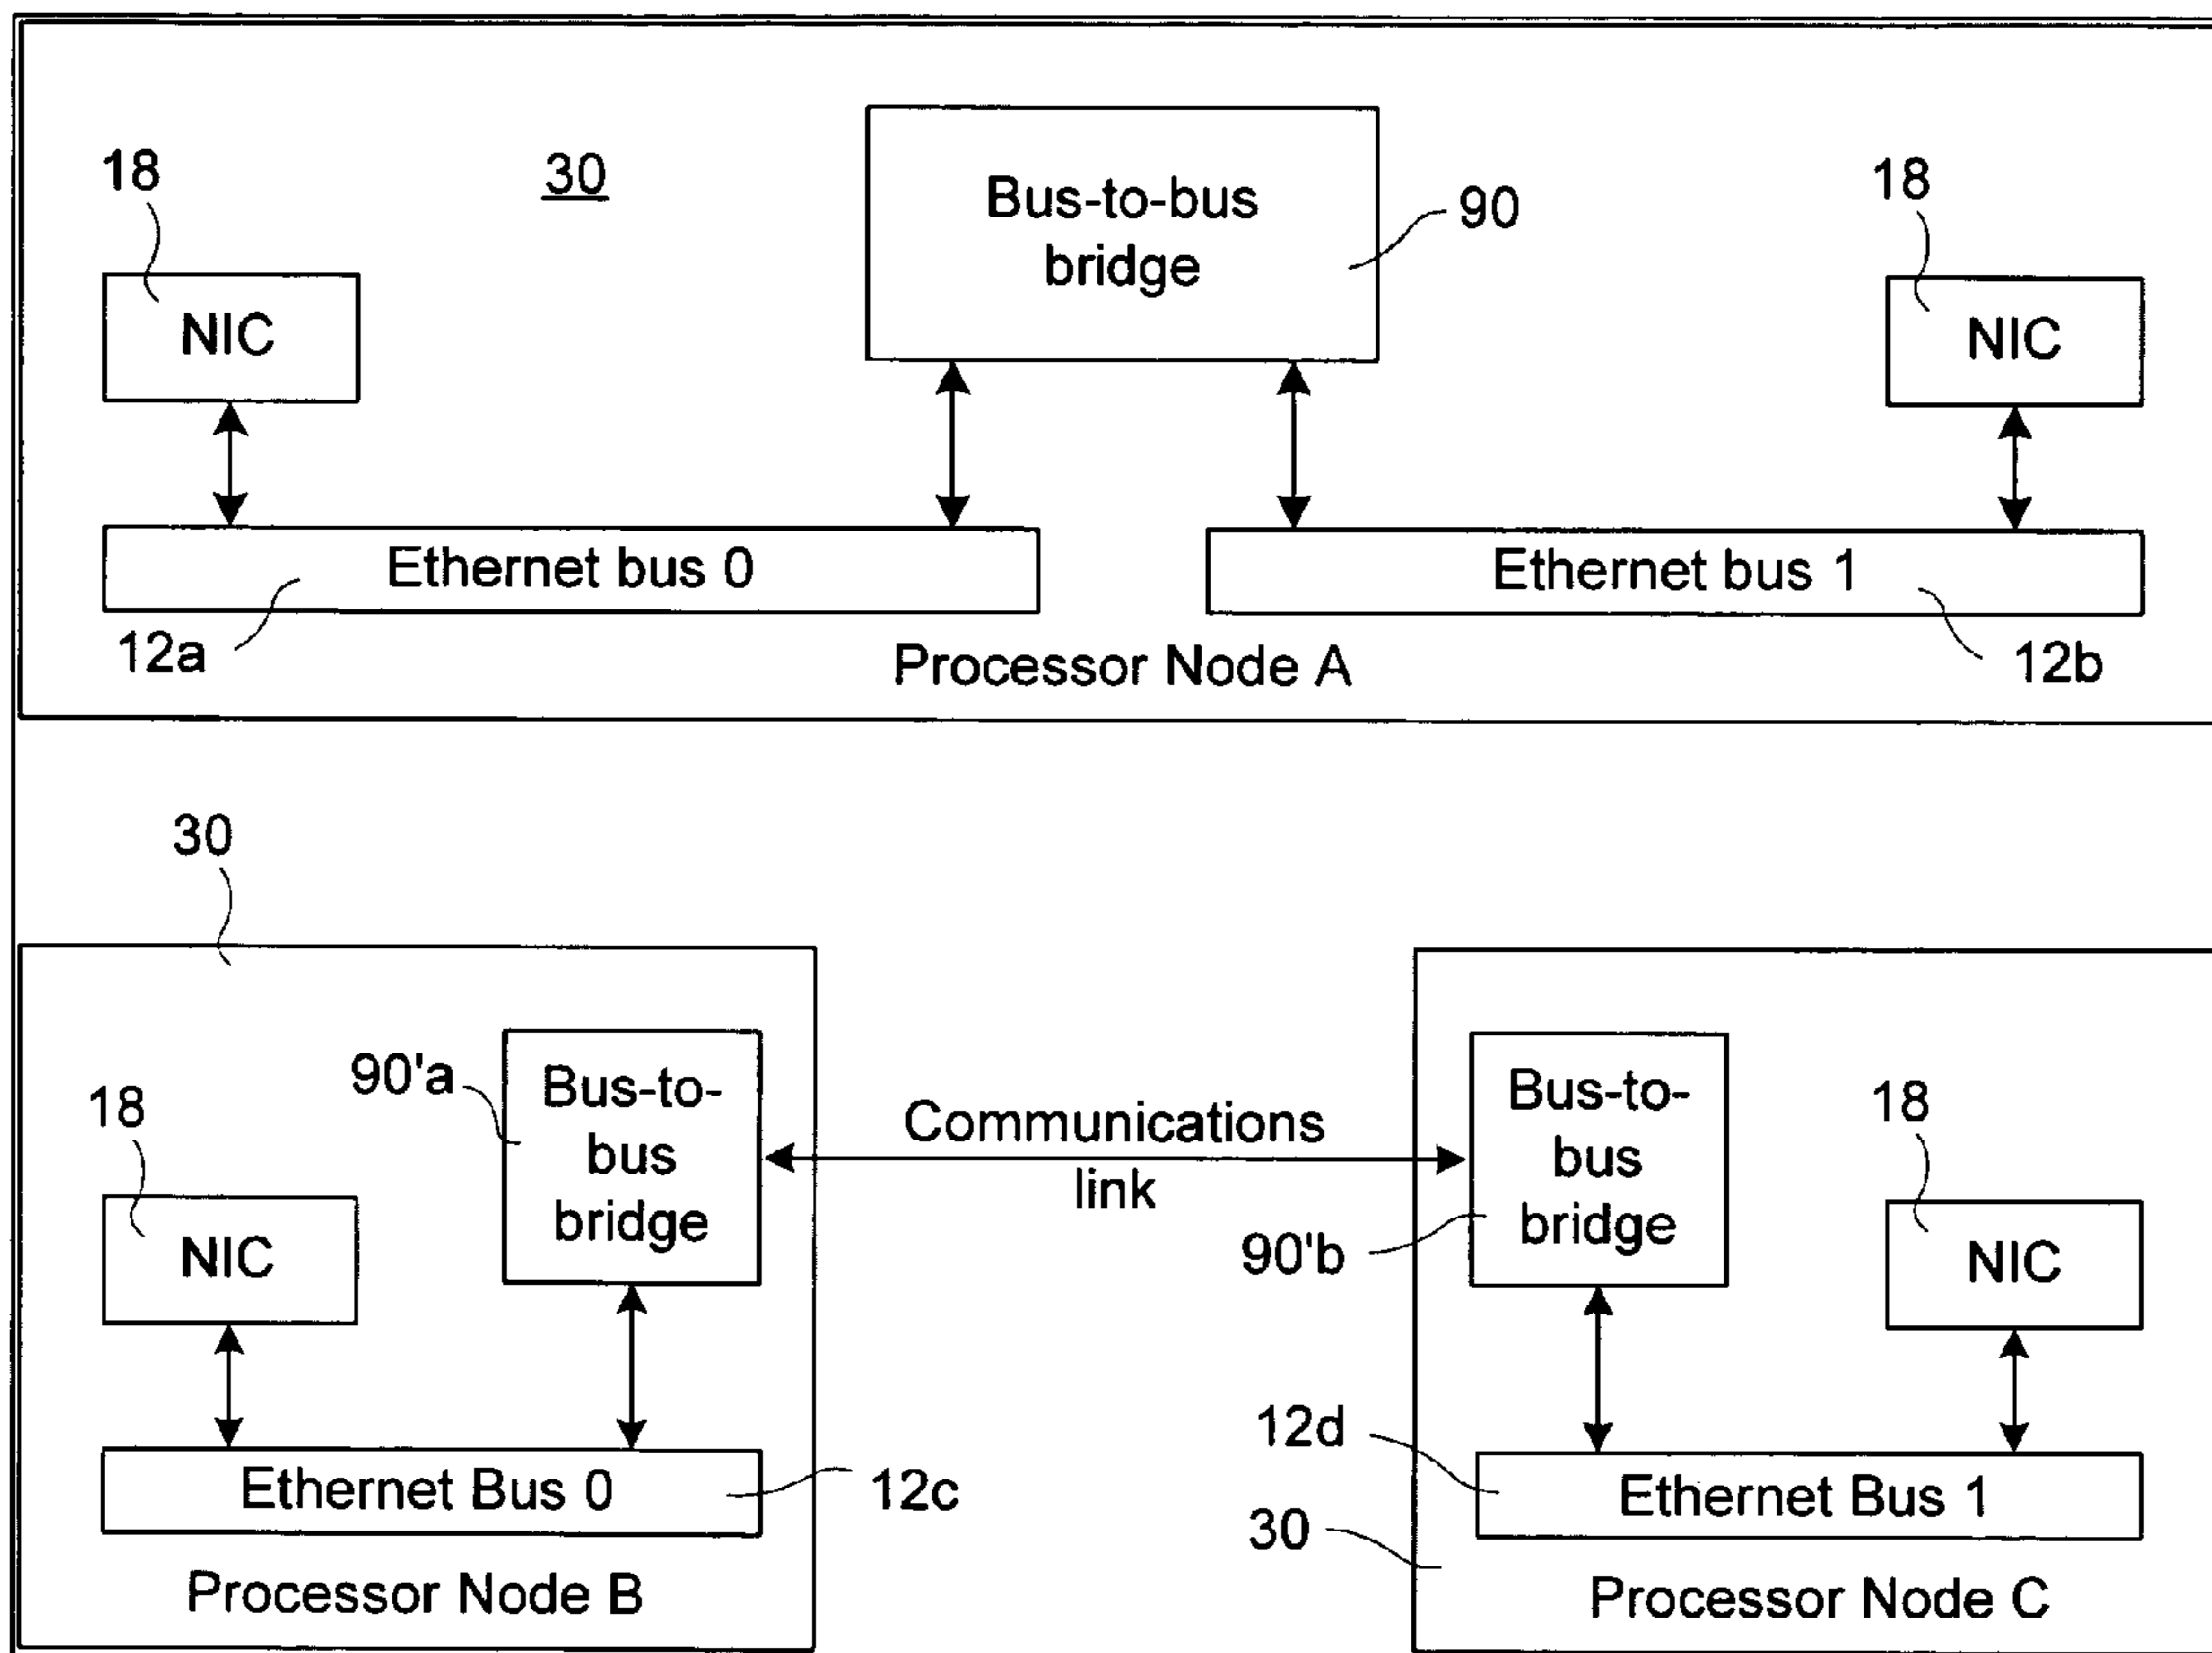 18
30
Bus-to-bus
bridge
90
18
NIC
NIC
Ethernet bus 0
Ethernet bus 1
12a
Processor Node A
12b
30
90'a
Bus-to-
bus
bridge
18
NIC
Communications
link
Bus-to-
bus
bridge
90'b
18
NIC
Ethernet Bus 0
12c
12d
Ethernet Bus 1
30
Processor Node B
Processor Node C